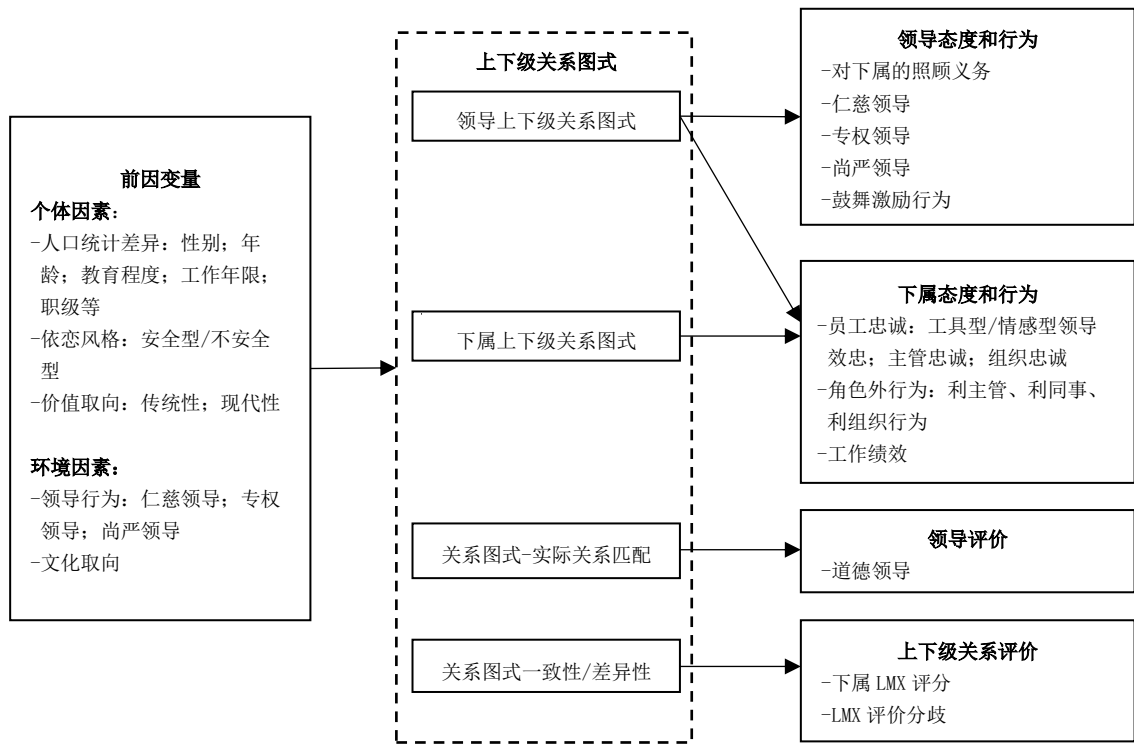 前因变量
个体因素：
-人口统计差异：性别；年
龄；教育程度；工作年限；
职级等
-依恋风格：安全型/不安全
型
-价值取向：传统性；现代性
环境因素：
-领导行为：仁慈领导；专权
领导；尚严领导
-文化取向
上下级关系图式
领导上下级关系图式
下属上下级关系图式
关系图式-实际关系匹配
关系图式一致性/差异性
领导态度和行为
-对下属的照顾义务
-仁慈领导
-专权领导
-尚严领导
-鼓舞激励行为
下属态度和行为
-员工忠诚：工具型/情感型领导
效忠；主管忠诚；组织忠诚
-角色外行为：利主管、利同事、
利组织行为
-工作绩效
领导评价
-道德领导
上下级关系评价
-下属 LMX 评分
-LMX 评价分歧